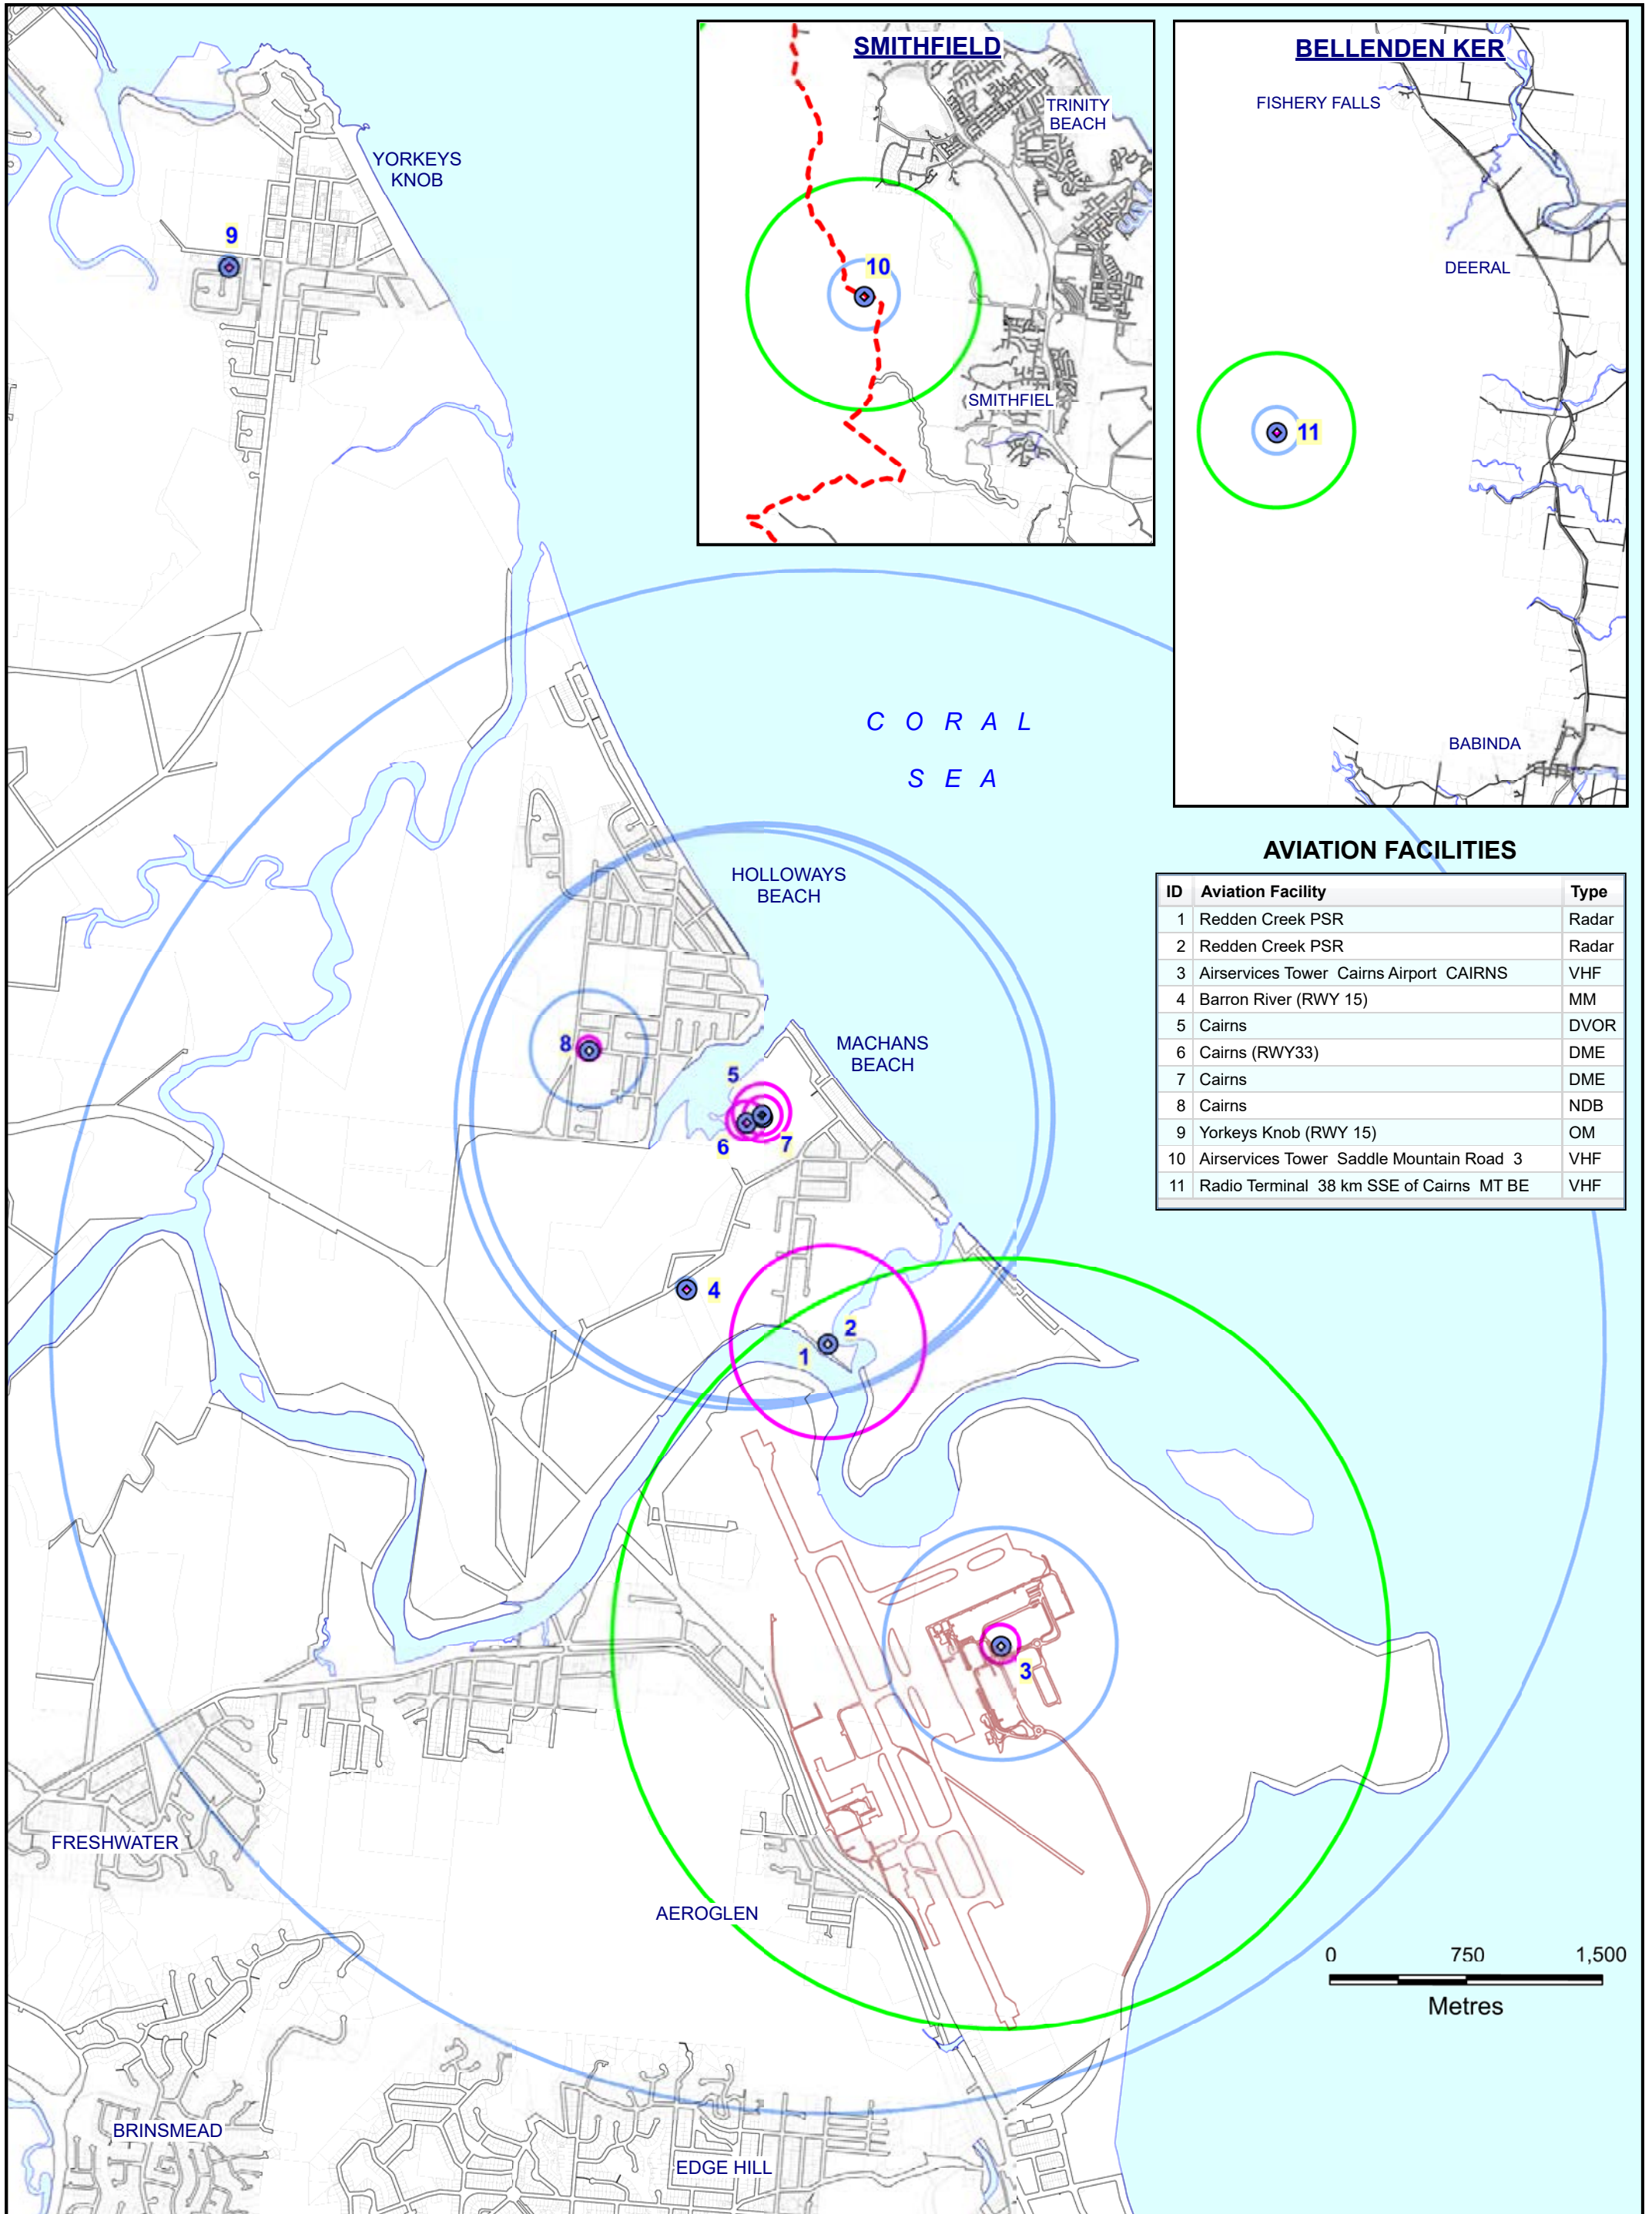 SMITHFIELD
TRINITY
BEACH
10
SMITHFIEL
BELLENDEN KER
FISHERY FALLS
DEERAL
11
BABINDA
YORKEYS
KNOB
9
C O R A L
S E A
HOLLOWAYS
BEACH
8
MACHANS
BEACH
5
6
7
4
2
1
3
FRESHWATER
AEROGLEN
BRINSMEAD
EDGE HILL
AVIATION FACILITIES
ID Aviation Facility Type
1 Redden Creek PSR Radar
2 Redden Creek PSR Radar
3 Airservices Tower Cairns Airport CAIRNS VHF
4 Barron River (RWY 15) MM
5 Cairns DVOR
6 Cairns (RWY33) DME
7 Cairns DME
8 Cairns NDB
9 Yorkeys Knob (RWY 15) OM
10 Airservices Tower Saddle Mountain Road 3 VHF
11 Radio Terminal 38 km SSE of Cairns MT BE VHF
0 750 1,500
Metres